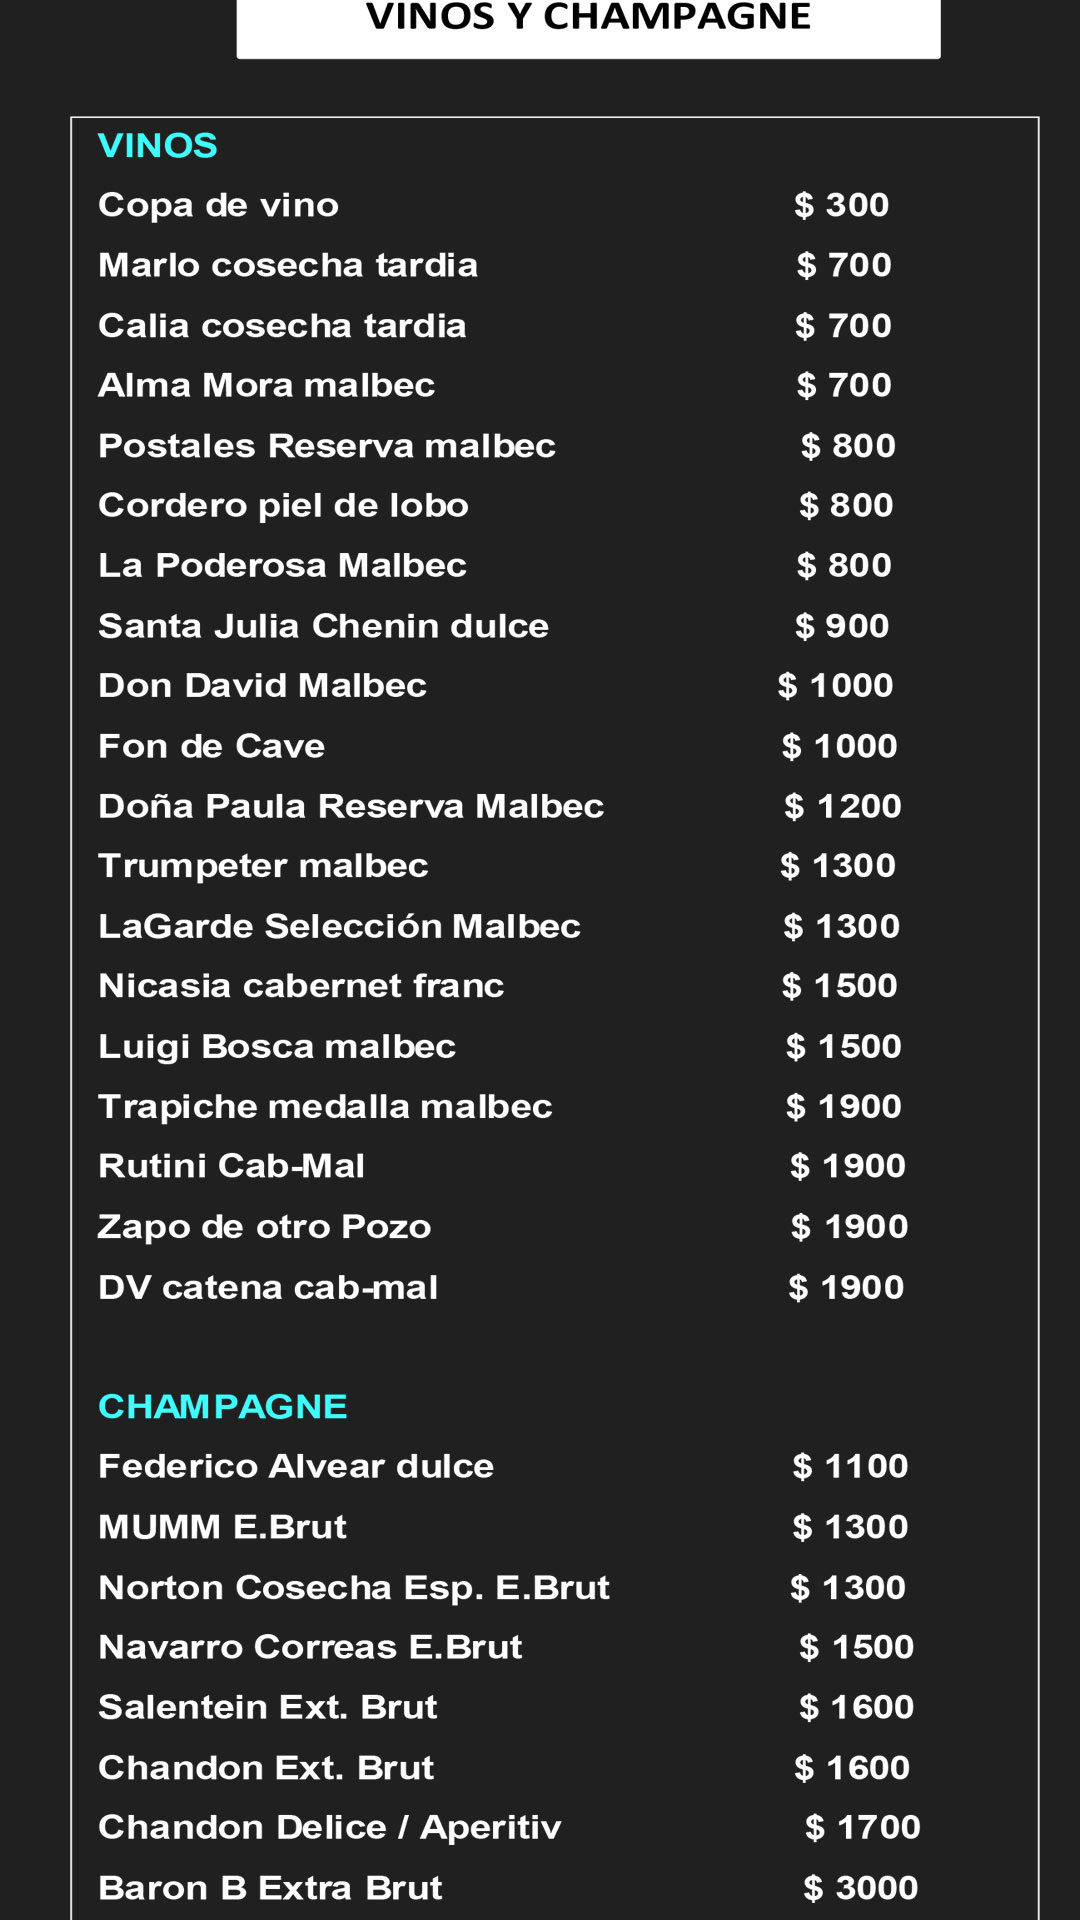 VINOS Y CHAMPAGNE
VINOS
Copa de vino $ 300
Marlo cosecha tardia $ 700
Calia cosecha tardia $ 700
Alma Mora malbec $ 700
Postales Reserva malbec $ 800
Cordero piel de lobo $ 800
La Poderosa Malbec $ 800
Santa Julia Chenin dulce $ 900
Don David Malbec $ 1000
Fon de Cave $ 1000
Doña Paula Reserva Malbec $ 1200
Trumpeter malbec $ 1300
LaGarde Selección Malbec $ 1300
Nicasia cabernet franc $ 1500
Luigi Bosca malbec $ 1500
Trapiche medalla malbec $ 1900
Rutini Cab-Mal $ 1900
Zapo de otro Pozo $ 1900
DV catena cab-mal $ 1900
CHAMPAGNE
Federico Alvear dulce $ 1100
MUMM E.Brut $ 1300
Norton Cosecha Esp. E.Brut $ 1300
Navarro Correas E.Brut $ 1500
Salentein Ext. Brut $ 1600
Chandon Ext. Brut $ 1600
Chandon Delice / Aperitiv $ 1700
Baron B Extra Brut $ 3000